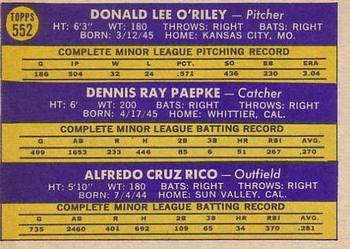 TOPPS
552
DONALD LEE O'RILEY — Pitcher
HT: 6'3" WT: 180 THROWS: RIGHT BATS: RIGHT
BORN: 3/12/45 HOME: KANSAS CITY, MO.
COMPLETE MINOR LEAGUE PITCHING RECORD
G IP W L PCT. SO BB ERA
186 504 32 24 .571 436 230 3.04
DENNIS RAY PAEPKE — Catcher
HT: 6' WT: 200 BATS: RIGHT THROWS: RIGHT
BORN: 4/17/45 HOME: WHITTIER, CAL.
COMPLETE MINOR LEAGUE BATTING RECORD
G AB R H 2B 3B HR RBI AVG.
499 1653 233 446 85 6 51 267 .270
ALFREDO CRUZ RICO — Outfield
HT: 5'10" WT: 180 BATS: RIGHT THROWS: RIGHT
BORN: 7/4/44 HOME: SUN VALLEY, CAL.
COMPLETE MINOR LEAGUE BATTING RECORD
G AB R H 2B 3B HR RBI AVG.
735 2460 401 692 104 34 78 370 .281